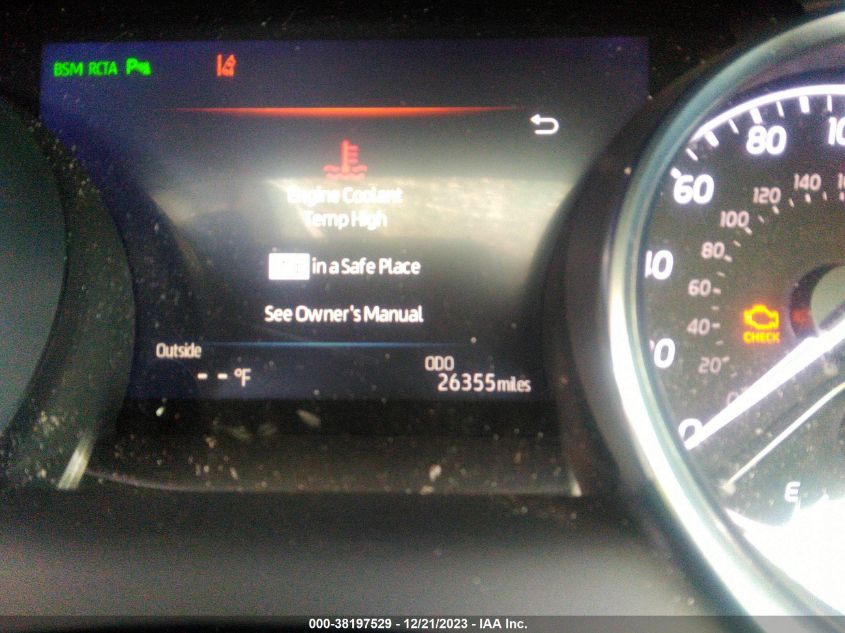 BSM RCTA P
Engine Coolant
Temp High
in a Safe Place
See Owner's Manual
Outside
- - °F
ODO
26355 miles
80
60
140
120
100
80
60
40
20
0
CHECK
E
000-38197529 - 12/21/2023 - IAA Inc.